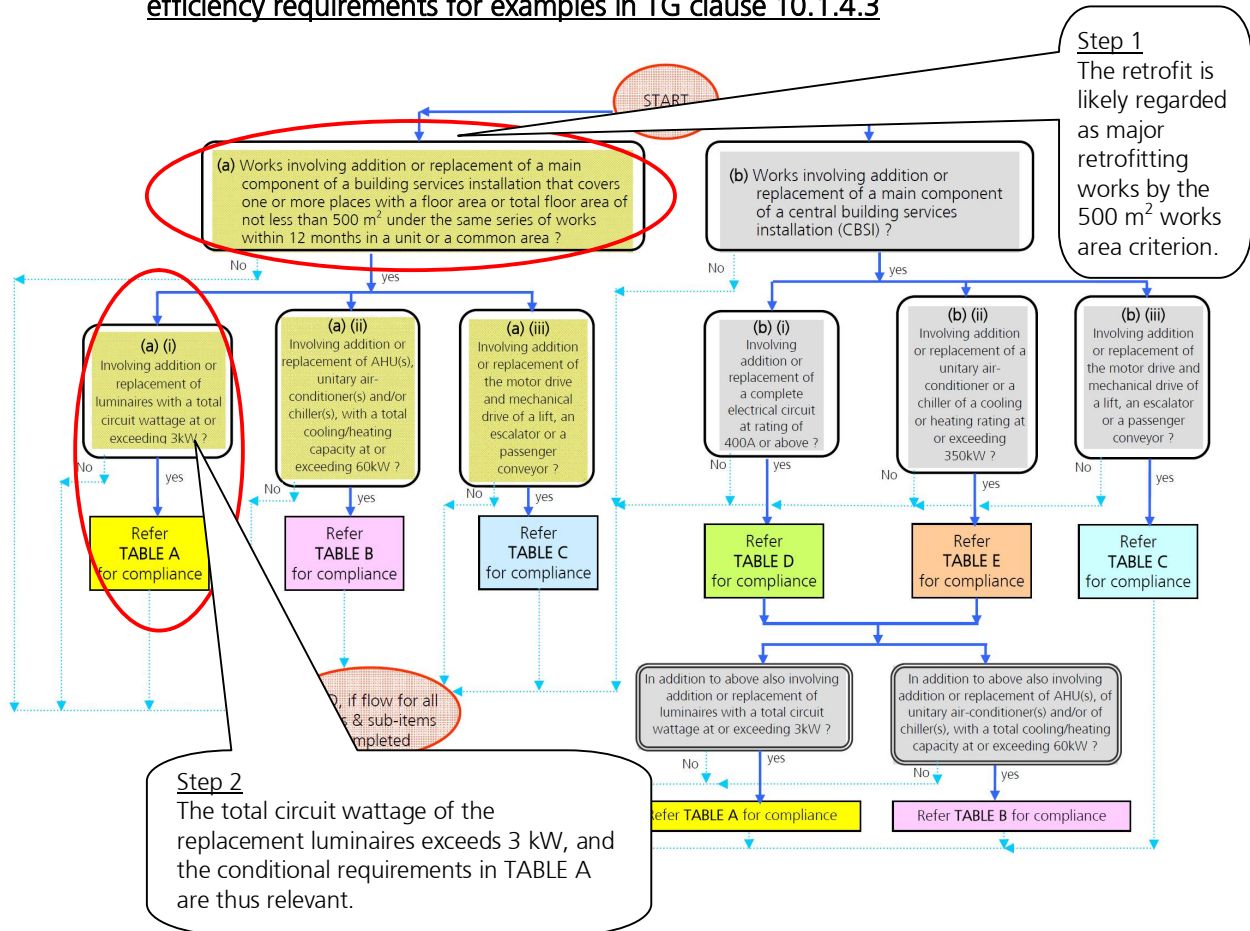 efficiency requirements for examples in TG clause 10.1.4.3
START
Step 1
The retrofit is
likely regarded
as major
retrofitting
works by the
500 m² works
area criterion.
(a) Works involving addition or replacement of a main
component of a building services installation that covers
one or more places with a floor area or total floor area of
not less than 500 m² under the same series of works
within 12 months in a unit or a common area ?
(b) Works involving addition or
replacement of a main component
of a central building services
installation (CBSI) ?
No
yes
No
yes
(a) (i)
Involving addition or
replacement of
luminaires with a total
circuit wattage at or
exceeding 3kW ?
(a) (ii)
Involving addition or
replacement of AHU(s),
unitary air-
conditioner(s) and/or
chiller(s), with a total
cooling/heating
capacity at or
exceeding 60kW ?
(a) (iii)
Involving addition
or replacement of
the motor drive
and mechanical
drive of a lift, an
escalator or a
passenger
conveyor ?
(b) (i)
Involving
addition or
replacement of
a complete
electrical circuit
at rating of
400A or above ?
(b) (ii)
Involving addition
or replacement of a
unitary air-
conditioner or a
chiller of a cooling
or heating rating at
or exceeding
350kW ?
(b) (iii)
Involving addition
or replacement of
the motor drive and
mechanical drive of
a lift, an escalator
or a passenger
conveyor ?
No
yes
No
yes
No
yes
No
yes
No
yes
No
yes
Refer
TABLE A
for compliance
Refer
TABLE B
for compliance
Refer
TABLE C
for compliance
Refer
TABLE D
for compliance
Refer
TABLE E
for compliance
Refer
TABLE C
for compliance
if flow for all
& sub-items
In addition to above also involving
addition or replacement of
luminaires with a total circuit
wattage at or exceeding 3kW ?
In addition to above also involving
addition or replacement of AHU(s), of
unitary air-conditioner(s) and/or of
chiller(s), with a total cooling/heating
capacity at or exceeding 60kW ?
No
yes
No
yes
Refer TABLE A for compliance
Refer TABLE B for compliance
Step 2
The total circuit wattage of the
replacement luminaires exceeds 3 kW, and
the conditional requirements in TABLE A
are thus relevant.